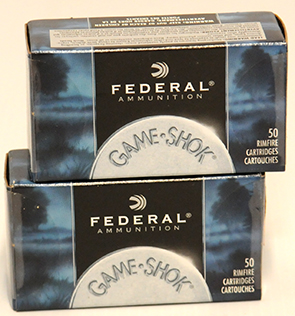 FEDERAL®
AMMUNITION
GAME-SHOK
50
RIMFIRE
CARTRIDGES
CARTOUCHES
FEDERAL®
AMMUNITION
GAME-SHOK
50
RIMFIRE
CARTRIDGES
CARTOUCHES